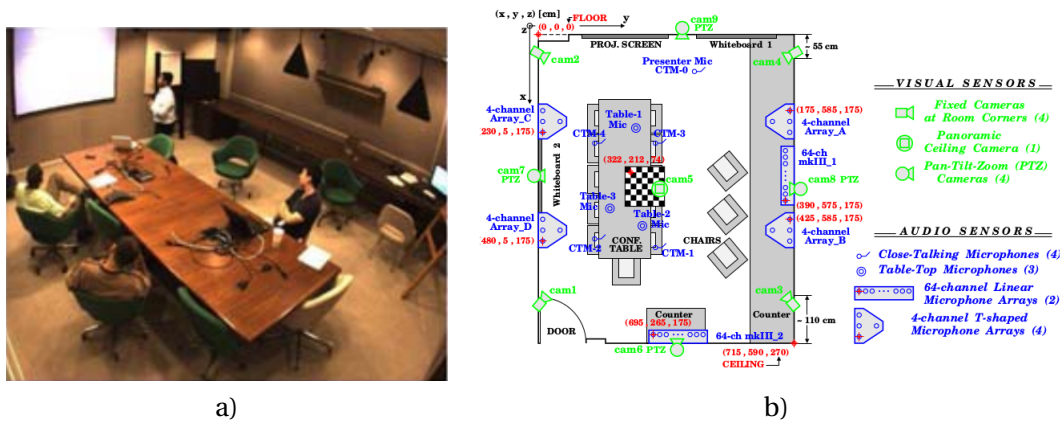 (x , y , z) [cm]
FLOOR
(0 , 0 , 0)
y
z
x
cam9
PTZ
PROJ. SCREEN
Whiteboard 1
~ 55 cm
cam2
Presenter Mic
CTM-0
cam4
4-channel
Array_C
230, 5 , 175)
Table-1
Mic
CTM-4
CTM-3
(175, 585, 175)
4-channel
Array_A
(322, 212, 74)
64-ch
mkIII_1
cam7
PTZ
Whiteboard 2
cam5
cam8 PTZ
(390, 575, 175)
Table-3
Mic
Table-2
Mic
(425, 585, 175)
4-channel
Array_D
480, 5 , 175)
CTM-2
CONF.
TABLE
CTM-1
CHAIRS
4-channel
Array_B
cam1
cam3
DOOR
Counter
(695, 265, 175)
Counter
~ 110 cm
64-ch mkIII_2
cam6 PTZ
(715 , 590 , 270)
CEILING
VISUAL SENSORS
Fixed Cameras
at Room Corners (4)
Panoramic
Ceiling Camera (1)
Pan-Tilt-Zoom (PTZ)
Cameras (4)
AUDIO SENSORS
Close-Talking Microphones (4)
Table-Top Microphones (3)
64-channel Linear
Microphone Arrays (2)
4-channel T-shaped
Microphone Arrays (4)
a)
b)